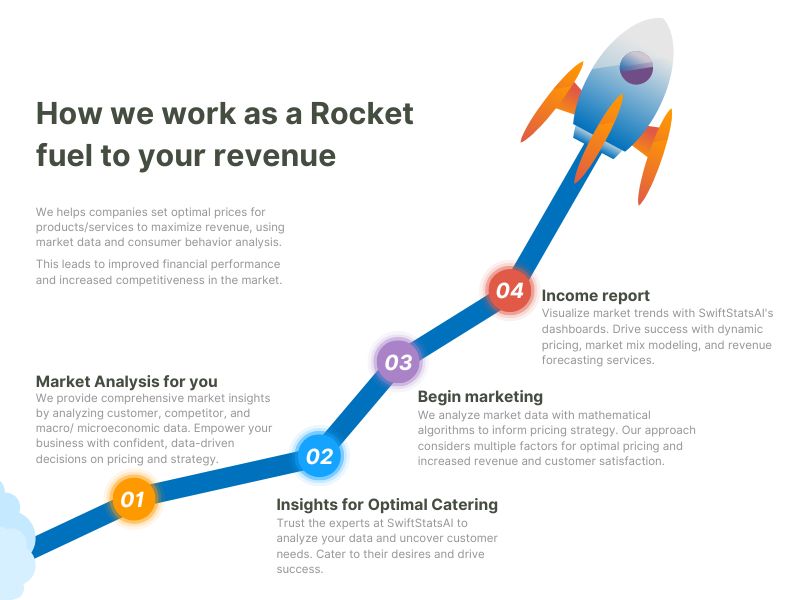 How we work as a Rocket
fuel to your revenue
We helps companies set optimal prices for
products/services to maximize revenue, using
market data and consumer behavior analysis.
This leads to improved financial performance
and increased competitiveness in the market.
Market Analysis for you
We provide comprehensive market insights
by analyzing customer, competitor, and
macro/ microeconomic data. Empower your
business with confident, data-driven
decisions on pricing and strategy.
01
02
Insights for Optimal Catering
Trust the experts at SwiftStatsAI to
analyze your data and uncover customer
needs. Cater to their desires and drive
success.
03
Begin marketing
We analyze market data with mathematical
algorithms to inform pricing strategy. Our approach
considers multiple factors for optimal pricing and
increased revenue and customer satisfaction.
04
Income report
Visualize market trends with SwiftStatsAI's
dashboards. Drive success with dynamic
pricing, market mix modeling, and revenue
forecasting services.